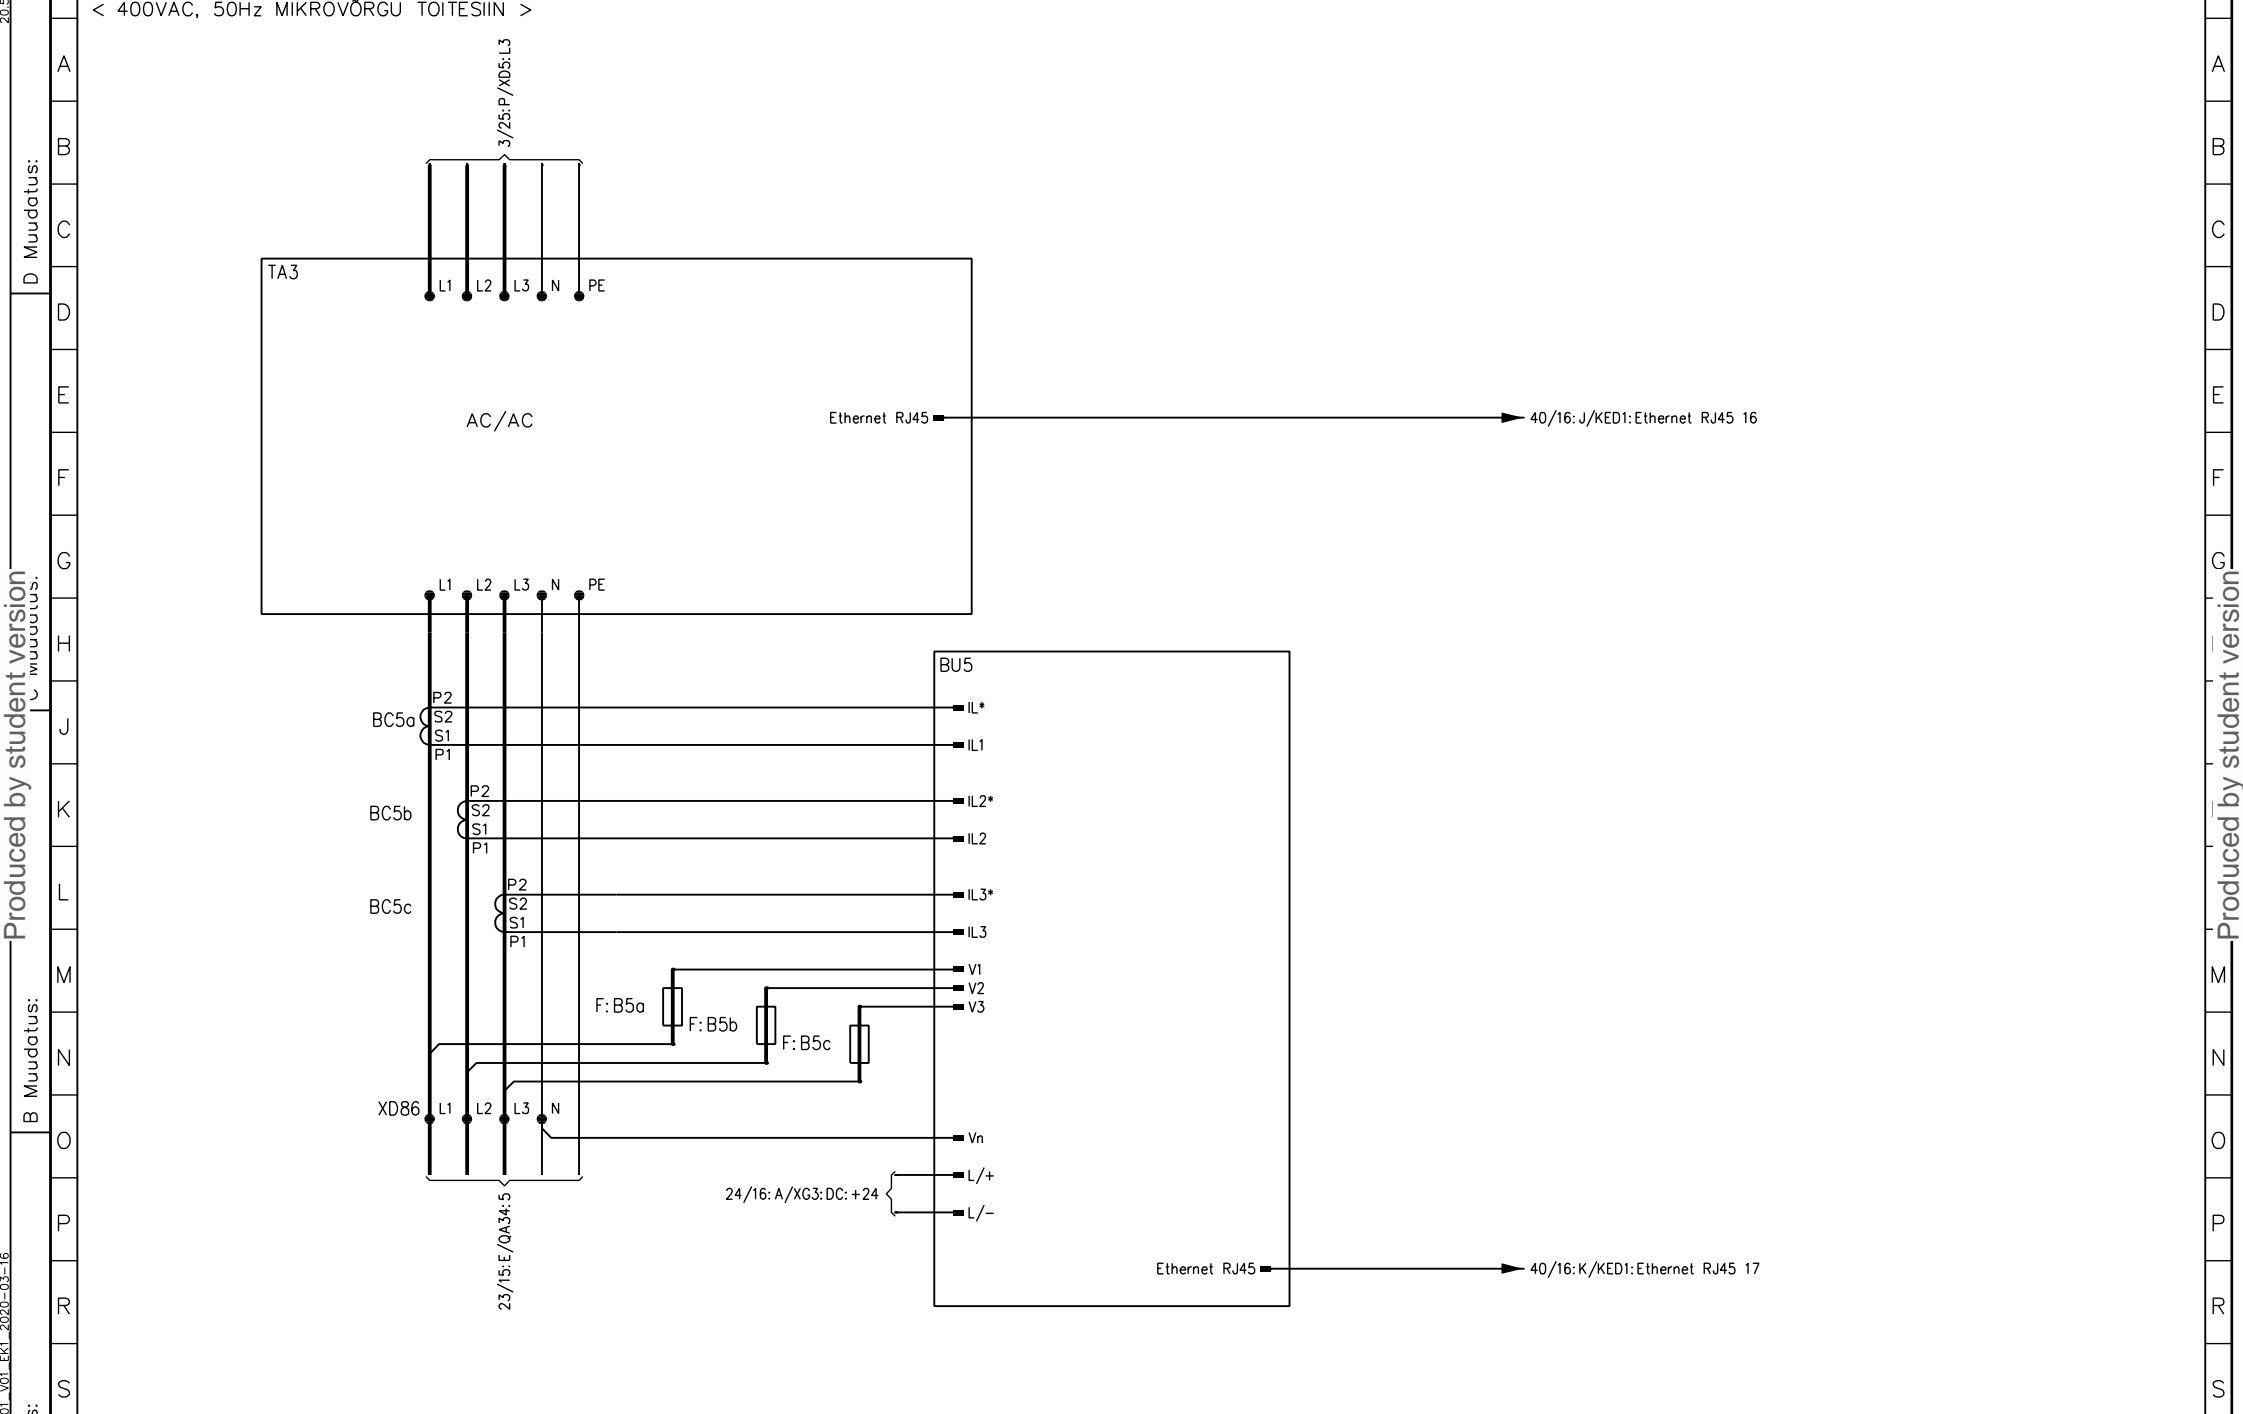 < 400VAC, 50Hz MIKROVÕRGU TOITESIIN >
3/25:P/XD5:L3
TA3
L1 L2 L3 N PE
AC/AC
Ethernet RJ45
40/16:J/KED1:Ethernet RJ45 16
L1 L2 L3 N PE
BU5
BC5a
P2
S2
S1
P1
IL*
IL1
BC5b
P2
S2
S1
P1
IL2*
IL2
BC5c
P2
S2
S1
P1
IL3*
IL3
V1
V2
V3
F:B5a
F:B5b
F:B5c
XD86 L1 L2 L3 N
Vn
L/+
24/16:A/XG3:DC:+24
L/-
23/15:E/QA34:5
Ethernet RJ45
40/16:K/KED1:Ethernet RJ45 17
A
B
C
D
E
F
G
H
J
K
L
M
N
O
P
R
S
A
B
C
D
E
F
G
M
N
O
P
R
S
D Muudatus:
B Muudatus:
Produced by student version
Produced by student version
_V01_EK1_2020-03-16